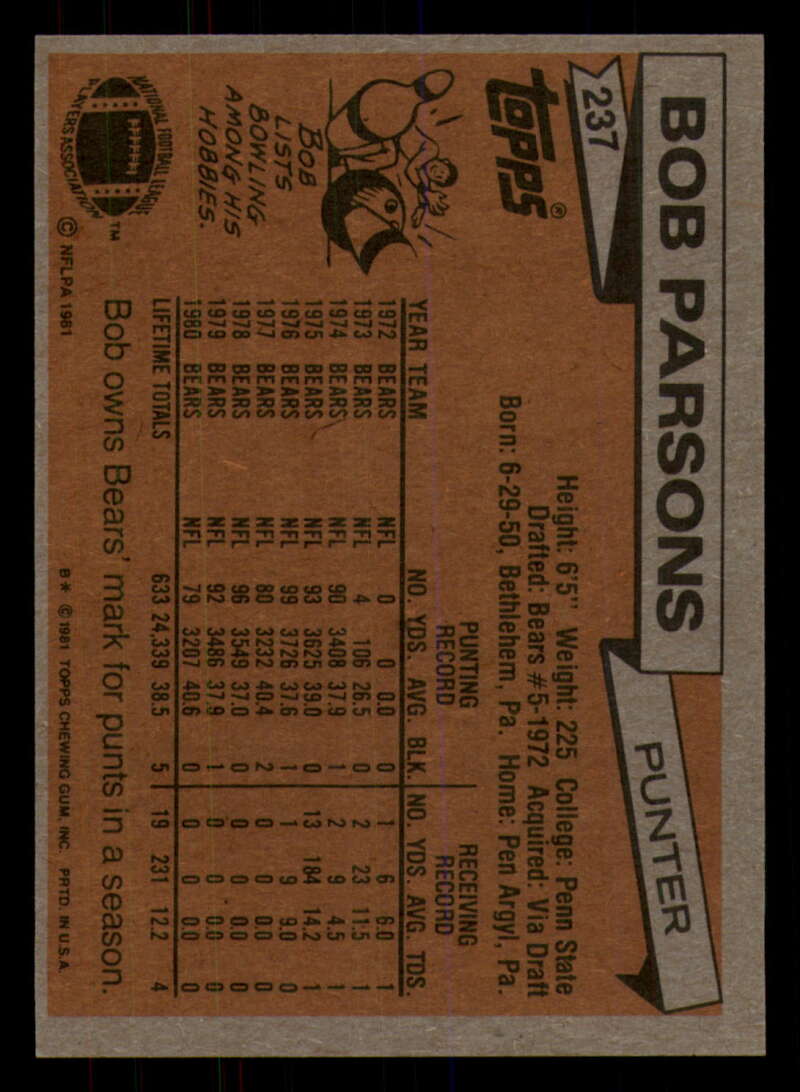 237
BOB PARSONS
PUNTER
topps®
Height: 6'5" Weight: 225 College: Penn State
Drafted: Bears #5-1972 Acquired: Via Draft
Born: 6-29-50, Bethlehem, Pa. Home: Pen Argyl, Pa.
BOB
LISTS
BOWLING
AMONG HIS
HOBBIES.
PUNTING RECEIVING
RECORD RECORD
YEAR TEAM NO. YDS. AVG. BLK. NO. YDS. AVG. TDS.
1972 BEARS NFL 0 0 0.0 0 1 6 6.0 1
1973 BEARS NFL 4 106 26.5 0 2 23 11.5 1
1974 BEARS NFL 90 3408 37.9 1 2 9 4.5 1
1975 BEARS NFL 93 3625 39.0 0 13 184 14.2 1
1976 BEARS NFL 99 3726 37.6 1 1 9 9.0 0
1977 BEARS NFL 80 3232 40.4 2 0 0 0.0 0
1978 BEARS NFL 96 3549 37.0 0 0 0 0.0 0
1979 BEARS NFL 92 3486 37.9 1 0 0 0.0 0
1980 BEARS NFL 79 3207 40.6 0 0 0 0.0 0
LIFETIME TOTALS 633 24,339 38.5 5 19 231 12.2 4
Bob owns Bears' mark for punts in a season.
NATIONAL FOOTBALL LEAGUE
PLAYERS ASSOCIATION
™
© NFLPA 1981
B* © 1981 TOPPS CHEWING GUM, INC. PRTD. IN U.S.A.